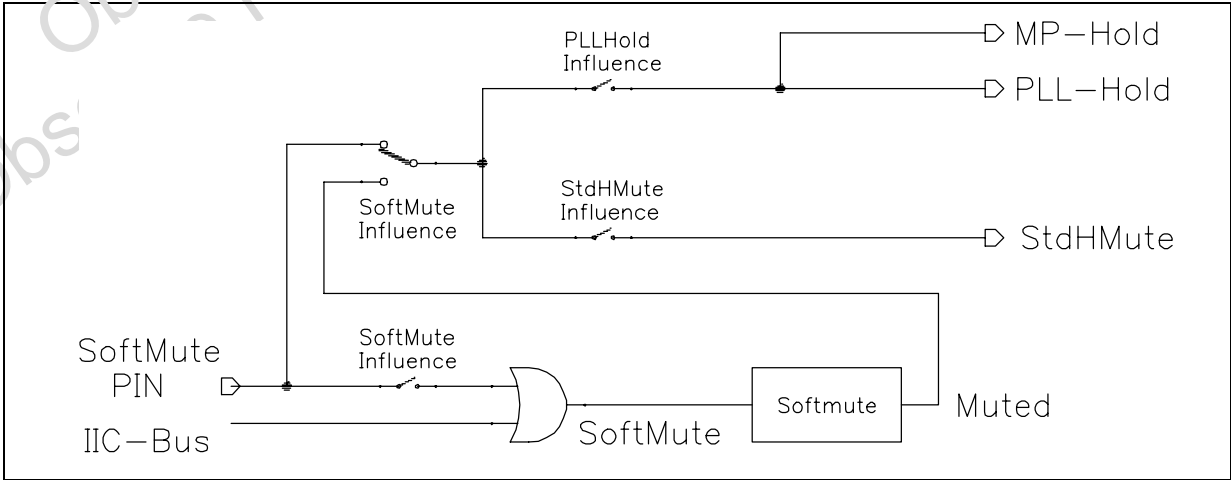 PLLHold
Influence
MP-Hold
PLL-Hold
SoftMute
Influence
StdHMute
Influence
StdHMute
SoftMute
PIN
IIC-Bus
SoftMute
Influence
SoftMute
Softmute
Muted